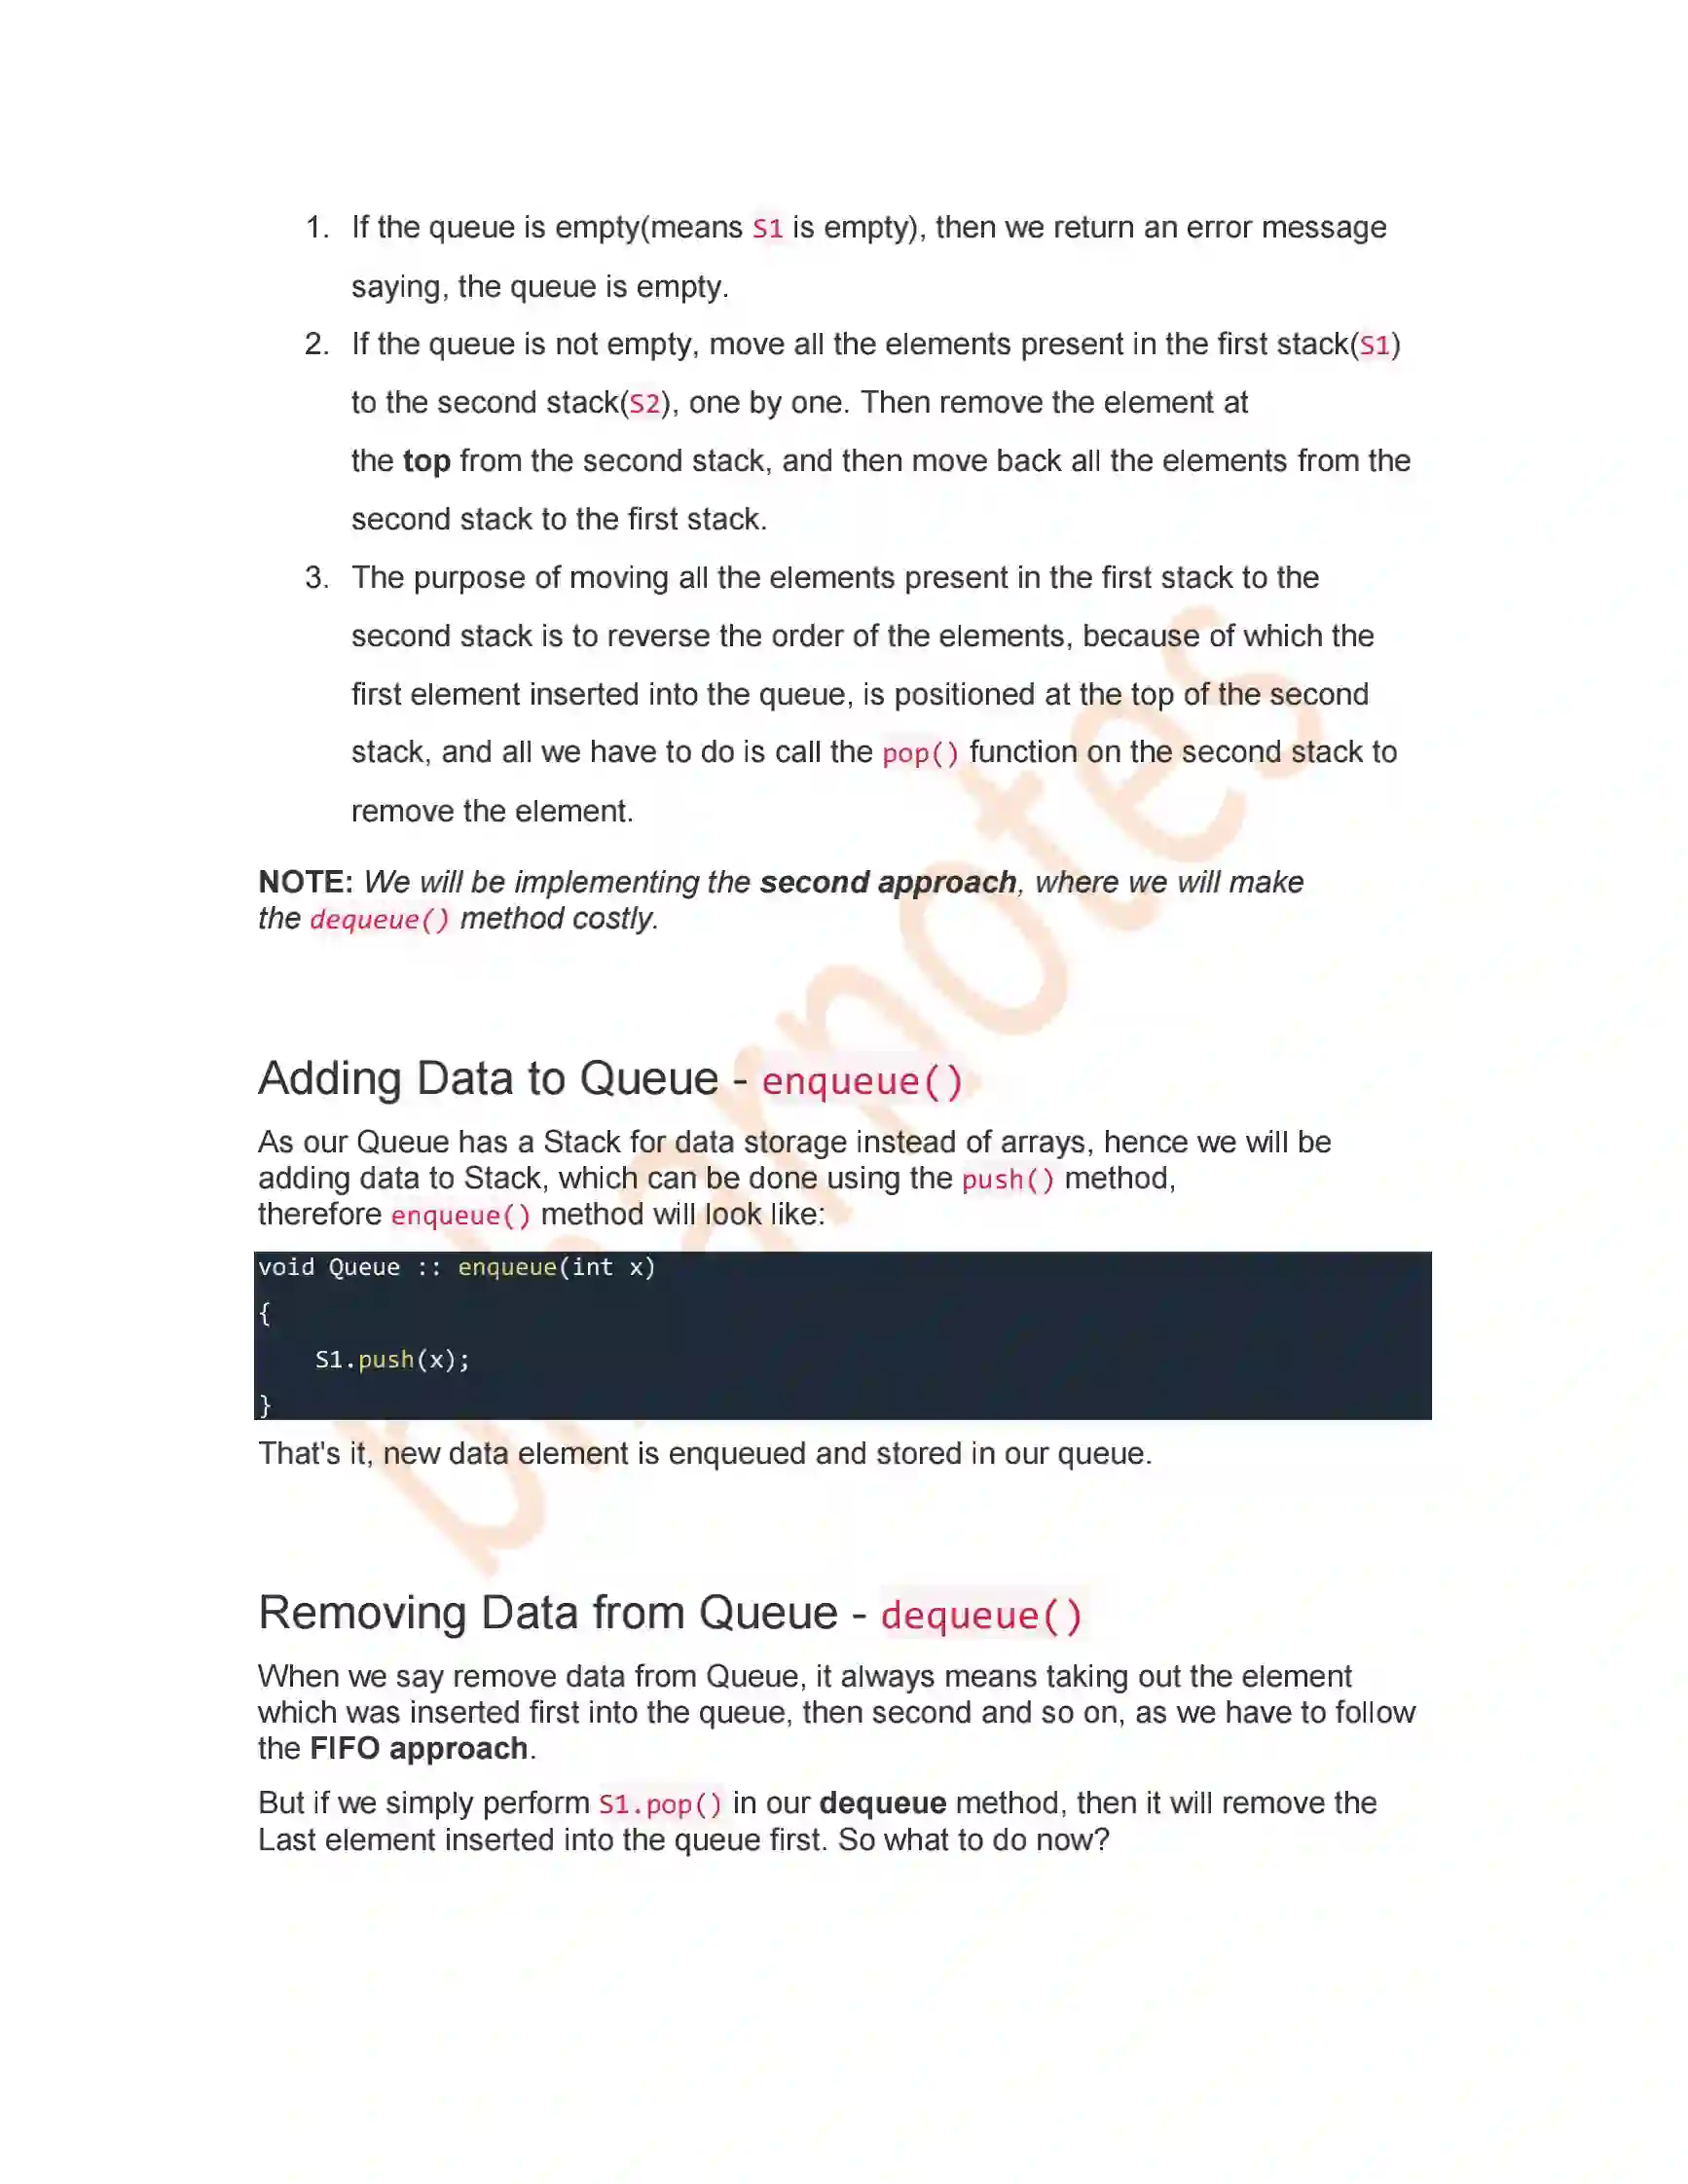 1. If the queue is empty(means S1 is empty), then we return an error message
saying, the queue is empty.
2. If the queue is not empty, move all the elements present in the first stack(S1)
to the second stack(S2), one by one. Then remove the element at
the top from the second stack, and then move back all the elements from the
second stack to the first stack.
3. The purpose of moving all the elements present in the first stack to the
second stack is to reverse the order of the elements, because of which the
first element inserted into the queue, is positioned at the top of the second
stack, and all we have to do is call the pop() function on the second stack to
remove the element.
NOTE: We will be implementing the second approach, where we will make
the dequeue() method costly.
Adding Data to Queue - enqueue()
As our Queue has a Stack for data storage instead of arrays, hence we will be
adding data to Stack, which can be done using the push() method,
therefore enqueue() method will look like:
void Queue :: enqueue(int x)
{
S1.push(x);
}
That's it, new data element is enqueued and stored in our queue.
Removing Data from Queue - dequeue()
When we say remove data from Queue, it always means taking out the element
which was inserted first into the queue, then second and so on, as we have to follow
the FIFO approach.
But if we simply perform S1.pop() in our dequeue method, then it will remove the
Last element inserted into the queue first. So what to do now?